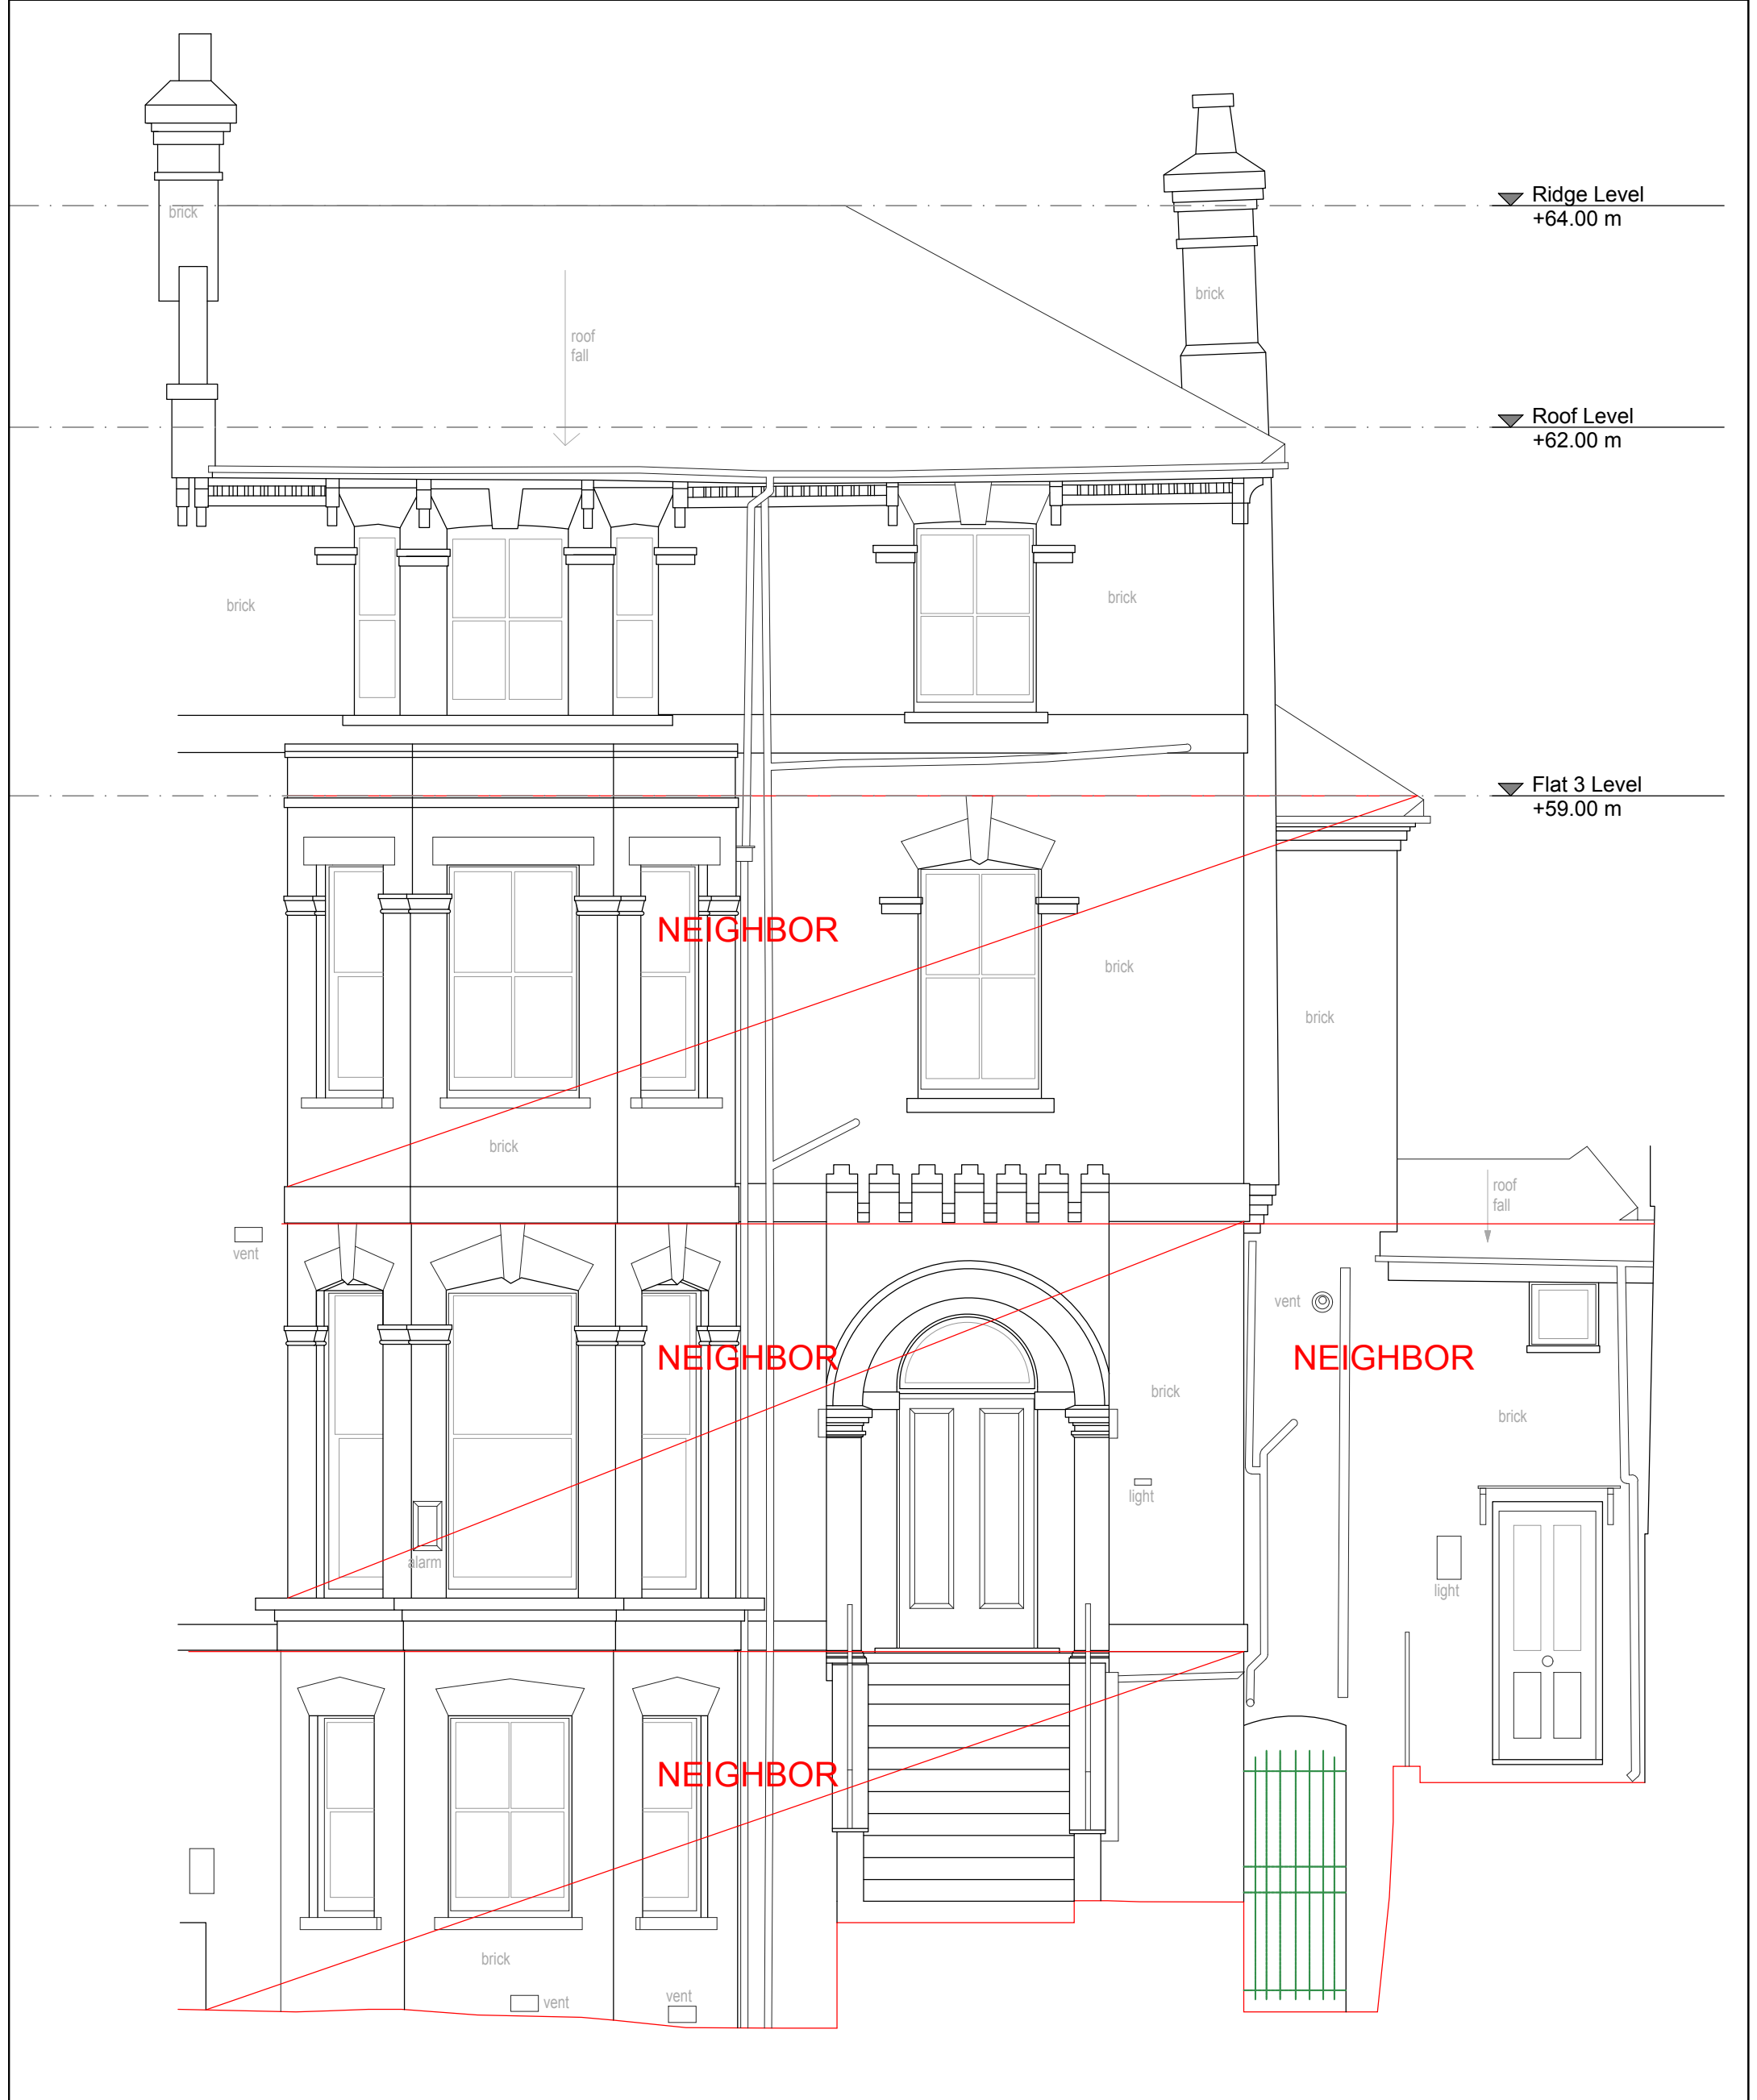 Ridge Level
+64.00 m
brick
brick
roof
fall
Roof Level
+62.00 m
brick
brick
Flat 3 Level
+59.00 m
NEIGHBOR
brick
brick
brick
roof
fall
vent
vent
NEIGHBOR
NEIGHBOR
brick
brick
light
alarm
light
NEIGHBOR
brick
vent
vent